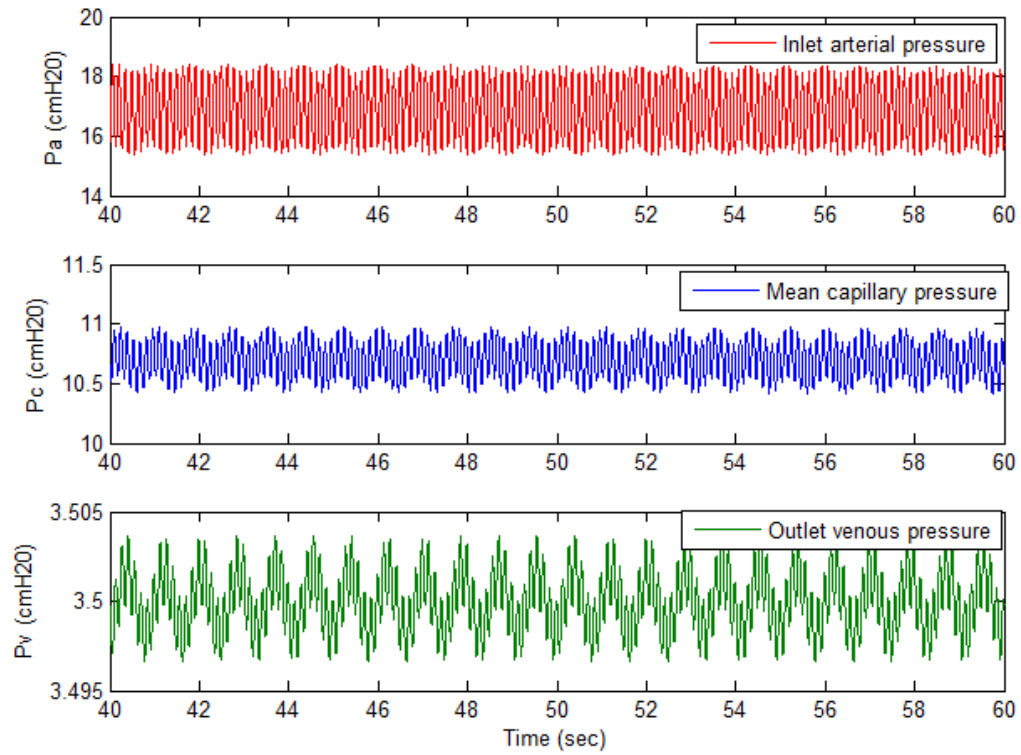 20
18
16
14
Pa (cmH20)
Inlet arterial pressure
40 42 44 46 48 50 52 54 56 58 60
11.5
11
10.5
10
Pc (cmH20)
Mean capillary pressure
40 42 44 46 48 50 52 54 56 58 60
3.505
3.5
3.495
Pv (cmH20)
Outlet venous pressure
40 42 44 46 48 50 52 54 56 58 60
Time (sec)